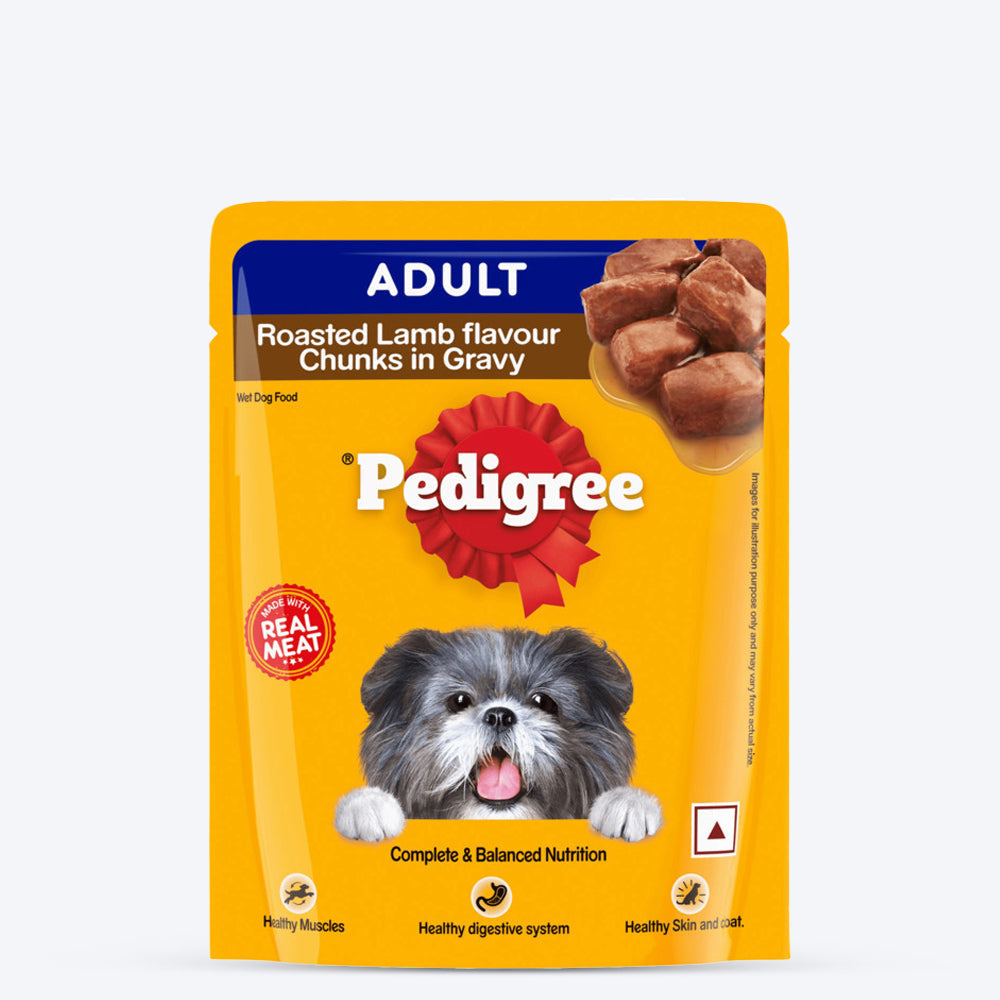 ADULT
Roasted Lamb flavour
Chunks in Gravy
Wet Dog Food
® Pedigree
MADE WITH
REAL
MEAT
Images for illustration purpose only and may vary from actual size.
Complete & Balanced Nutrition
Healthy Muscles
Healthy digestive system
Healthy Skin and coat.